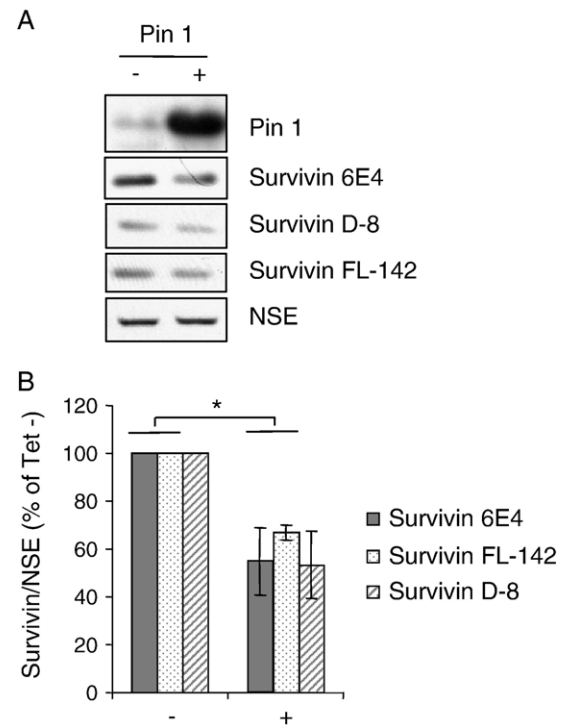 A
Pin 1
- +
Pin 1
Survivin 6E4
Survivin D-8
Survivin FL-142
NSE
B
Survivin/NSE (% of Tet -)
120
100
80
60
40
20
0
*
- +
Survivin 6E4
Survivin FL-142
Survivin D-8